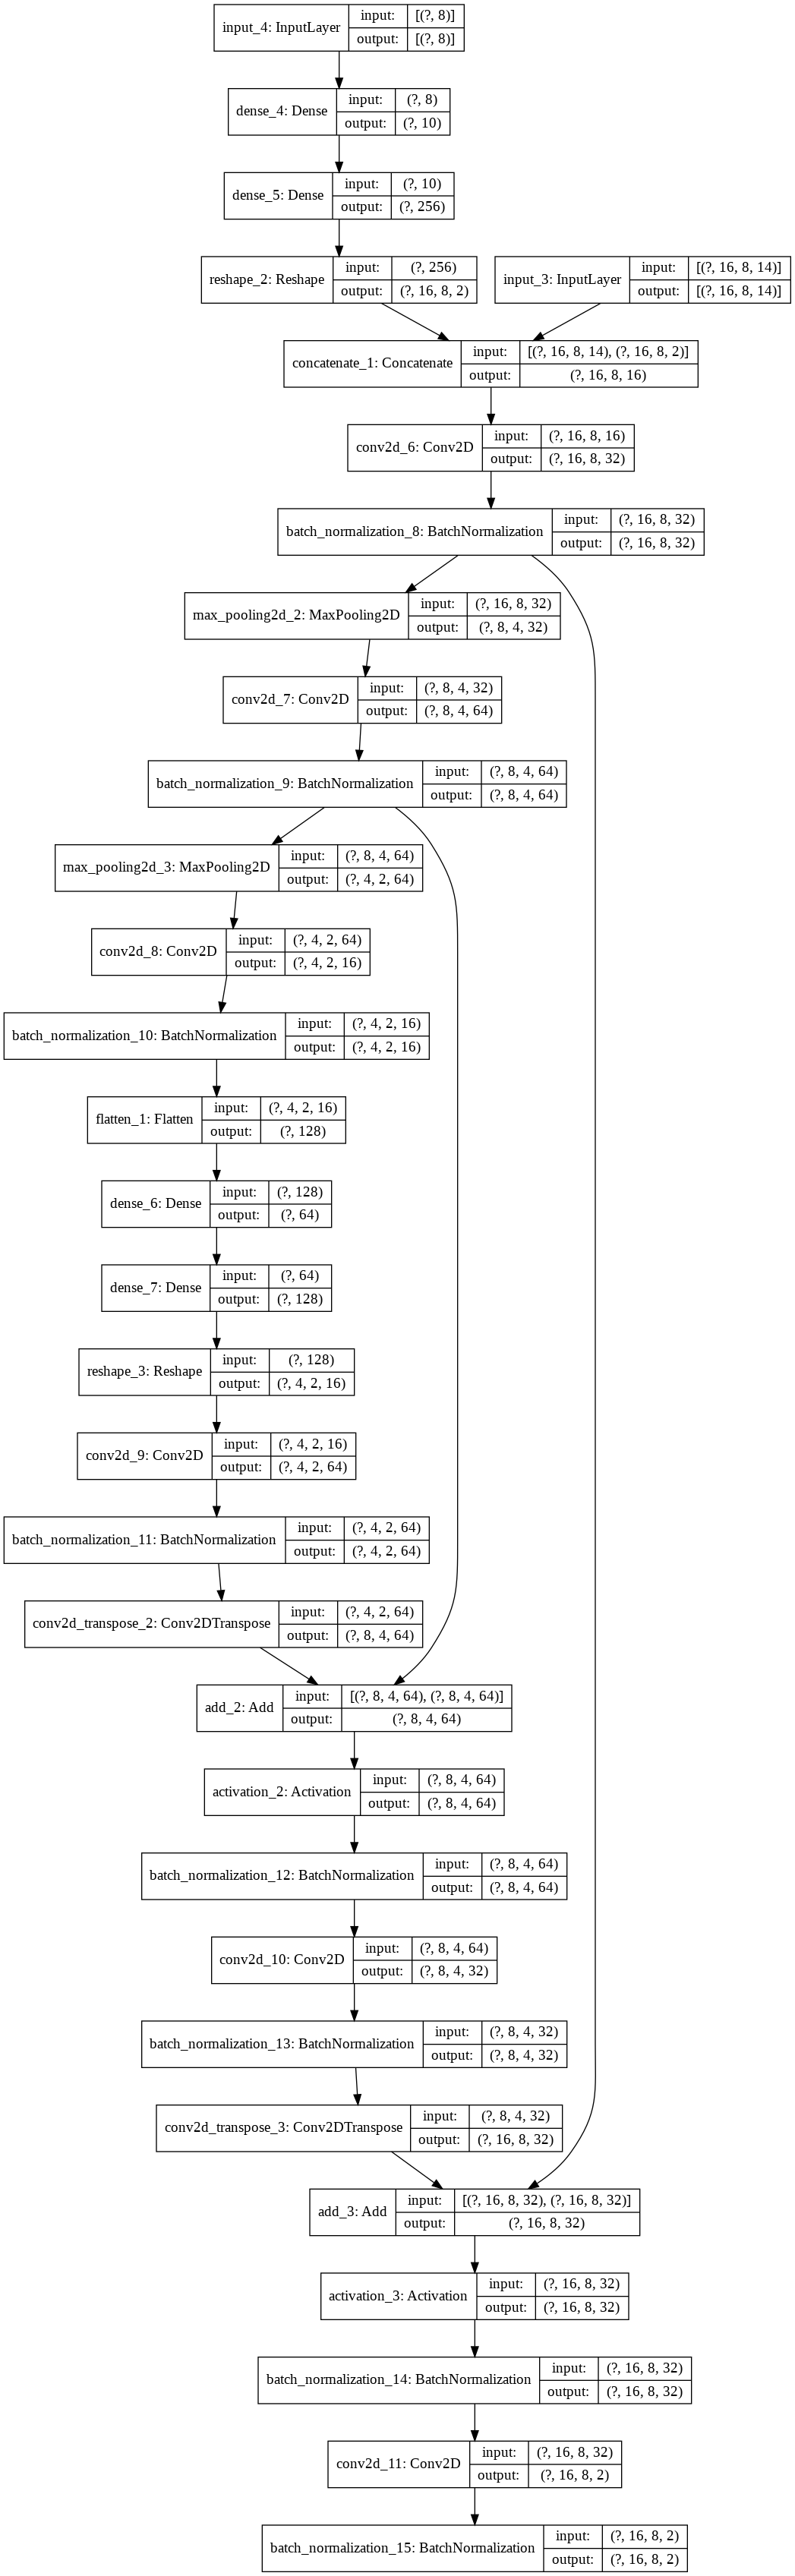 input_4: InputLayer
input: [(?, 8)]
output: [(?, 8)]
dense_4: Dense
input: (?, 8)
output: (?, 10)
dense_5: Dense
input: (?, 10)
output: (?, 256)
reshape_2: Reshape
input: (?, 256)
output: (?, 16, 8, 2)
input_3: InputLayer
input: [(?, 16, 8, 14)]
output: [(?, 16, 8, 14)]
concatenate_1: Concatenate
input: [(?, 16, 8, 14), (?, 16, 8, 2)]
output: (?, 16, 8, 16)
conv2d_6: Conv2D
input: (?, 16, 8, 16)
output: (?, 16, 8, 32)
batch_normalization_8: BatchNormalization
input: (?, 16, 8, 32)
output: (?, 16, 8, 32)
max_pooling2d_2: MaxPooling2D
input: (?, 16, 8, 32)
output: (?, 8, 4, 32)
conv2d_7: Conv2D
input: (?, 8, 4, 32)
output: (?, 8, 4, 64)
batch_normalization_9: BatchNormalization
input: (?, 8, 4, 64)
output: (?, 8, 4, 64)
max_pooling2d_3: MaxPooling2D
input: (?, 8, 4, 64)
output: (?, 4, 2, 64)
conv2d_8: Conv2D
input: (?, 4, 2, 64)
output: (?, 4, 2, 16)
batch_normalization_10: BatchNormalization
input: (?, 4, 2, 16)
output: (?, 4, 2, 16)
flatten_1: Flatten
input: (?, 4, 2, 16)
output: (?, 128)
dense_6: Dense
input: (?, 128)
output: (?, 64)
dense_7: Dense
input: (?, 64)
output: (?, 128)
reshape_3: Reshape
input: (?, 128)
output: (?, 4, 2, 16)
conv2d_9: Conv2D
input: (?, 4, 2, 16)
output: (?, 4, 2, 64)
batch_normalization_11: BatchNormalization
input: (?, 4, 2, 64)
output: (?, 4, 2, 64)
conv2d_transpose_2: Conv2DTranspose
input: (?, 4, 2, 64)
output: (?, 8, 4, 64)
add_2: Add
input: [(?, 8, 4, 64), (?, 8, 4, 64)]
output: (?, 8, 4, 64)
activation_2: Activation
input: (?, 8, 4, 64)
output: (?, 8, 4, 64)
batch_normalization_12: BatchNormalization
input: (?, 8, 4, 64)
output: (?, 8, 4, 64)
conv2d_10: Conv2D
input: (?, 8, 4, 64)
output: (?, 8, 4, 32)
batch_normalization_13: BatchNormalization
input: (?, 8, 4, 32)
output: (?, 8, 4, 32)
conv2d_transpose_3: Conv2DTranspose
input: (?, 8, 4, 32)
output: (?, 16, 8, 32)
add_3: Add
input: [(?, 16, 8, 32), (?, 16, 8, 32)]
output: (?, 16, 8, 32)
activation_3: Activation
input: (?, 16, 8, 32)
output: (?, 16, 8, 32)
batch_normalization_14: BatchNormalization
input: (?, 16, 8, 32)
output: (?, 16, 8, 32)
conv2d_11: Conv2D
input: (?, 16, 8, 32)
output: (?, 16, 8, 2)
batch_normalization_15: BatchNormalization
input: (?, 16, 8, 2)
output: (?, 16, 8, 2)